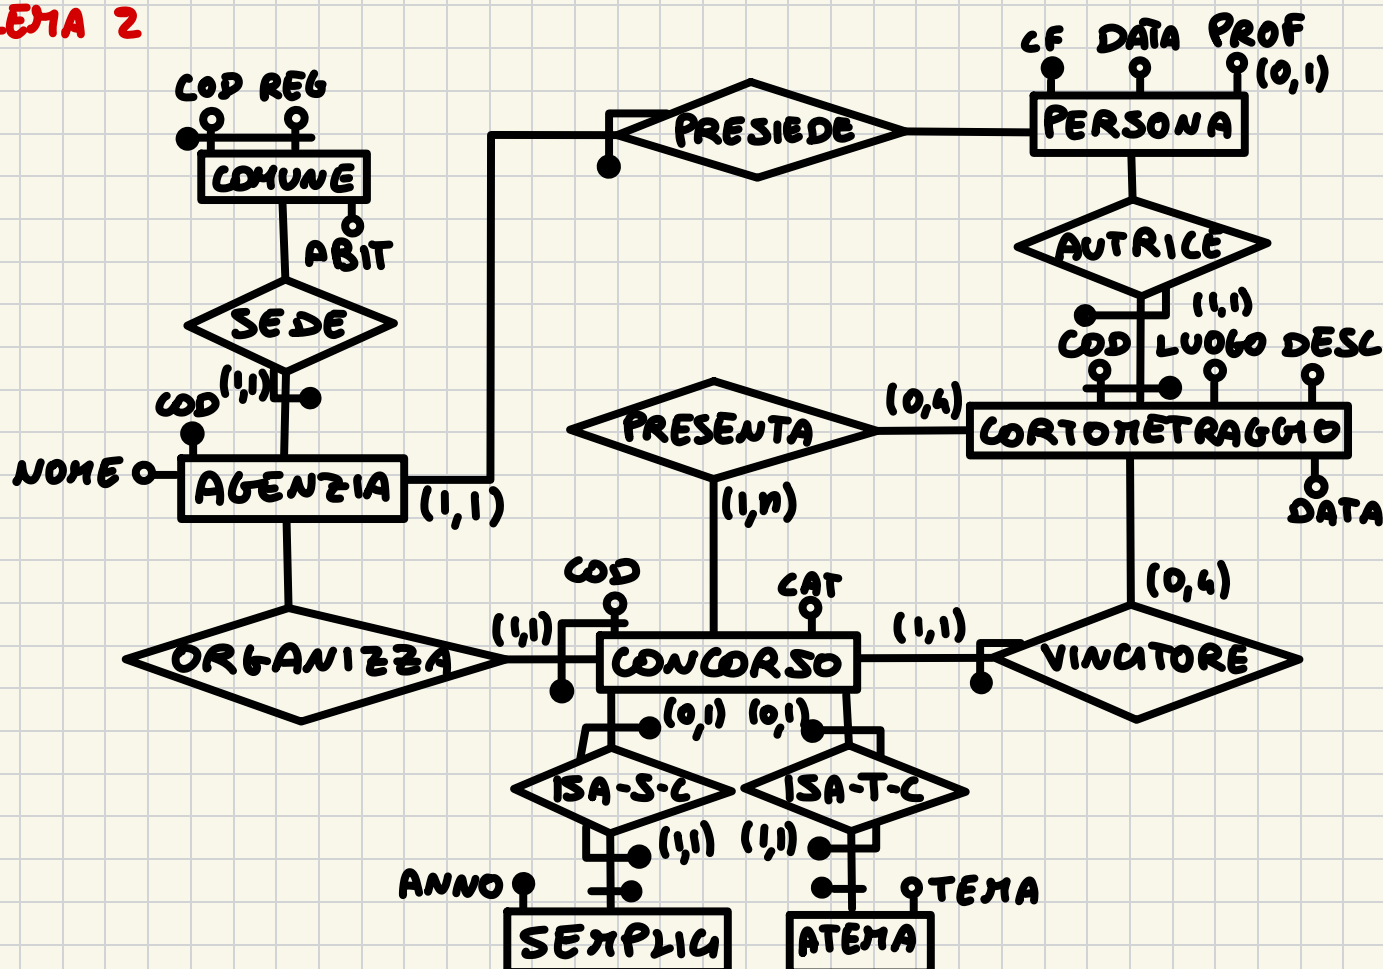 LEMA 2
CF DATA PROF
(0,1)
COD REG
PRESIEDE
PERSONA
COMUNE
ABIT
AUTRICE
SEDE
(1,1)
(1,1)
COD LUOGO DESC
COD
(0,4)
PRESENTA
CORTOMETRAGGIO
NOME
AGENZIA
(1,1)
(1,n)
DATA
COD
CAT
(0,4)
(1,1)
(1,1)
ORGANIZZA
CONCORSO
VINCITORE
(0,1) (0,1)
ISA-S-C
ISA-T-C
(1,1) (1,1)
ANNO
TEMA
SEMPLIC
ATEMA